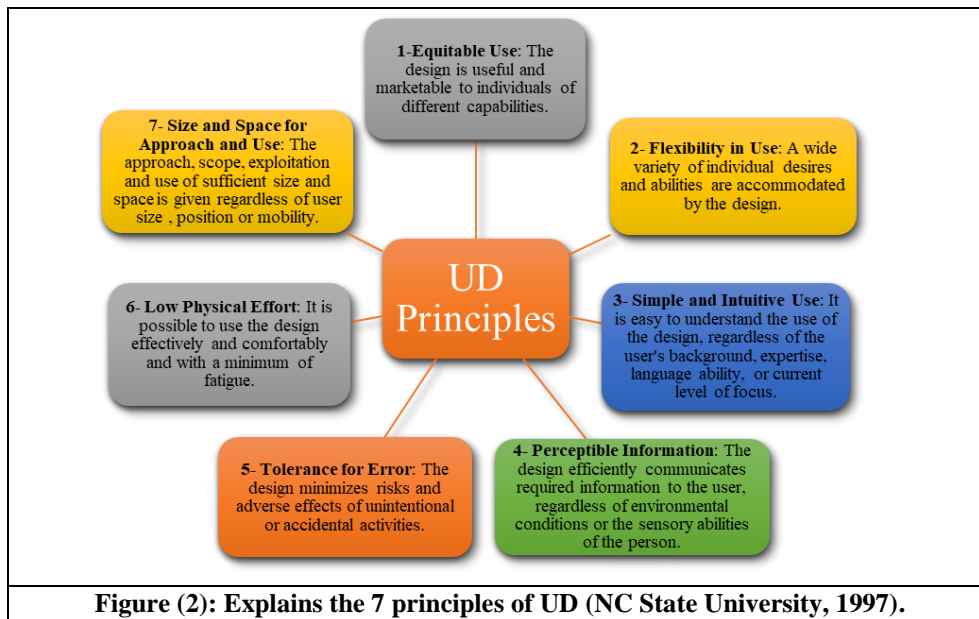 1-Equitable Use: The
design is useful and
marketable to individuals of
different capabilities.
2- Flexibility in Use: A wide
variety of individual desires
and abilities are accommodated
by the design.
3- Simple and Intuitive Use: It
is easy to understand the use of
the design, regardless of the
user's background, expertise,
language ability, or current
level of focus.
4- Perceptible Information: The
design efficiently communicates
required information to the user,
regardless of environmental
conditions or the sensory abilities
of the person.
5- Tolerance for Error: The
design minimizes risks and
adverse effects of unintentional
or accidental activities.
6- Low Physical Effort: It is
possible to use the design
effectively and comfortably
and with a minimum of
fatigue.
7- Size and Space for
Approach and Use: The
approach, scope, exploitation
and use of sufficient size and
space is given regardless of user
size , position or mobility.
UD
Principles
Figure (2): Explains the 7 principles of UD (NC State University, 1997).